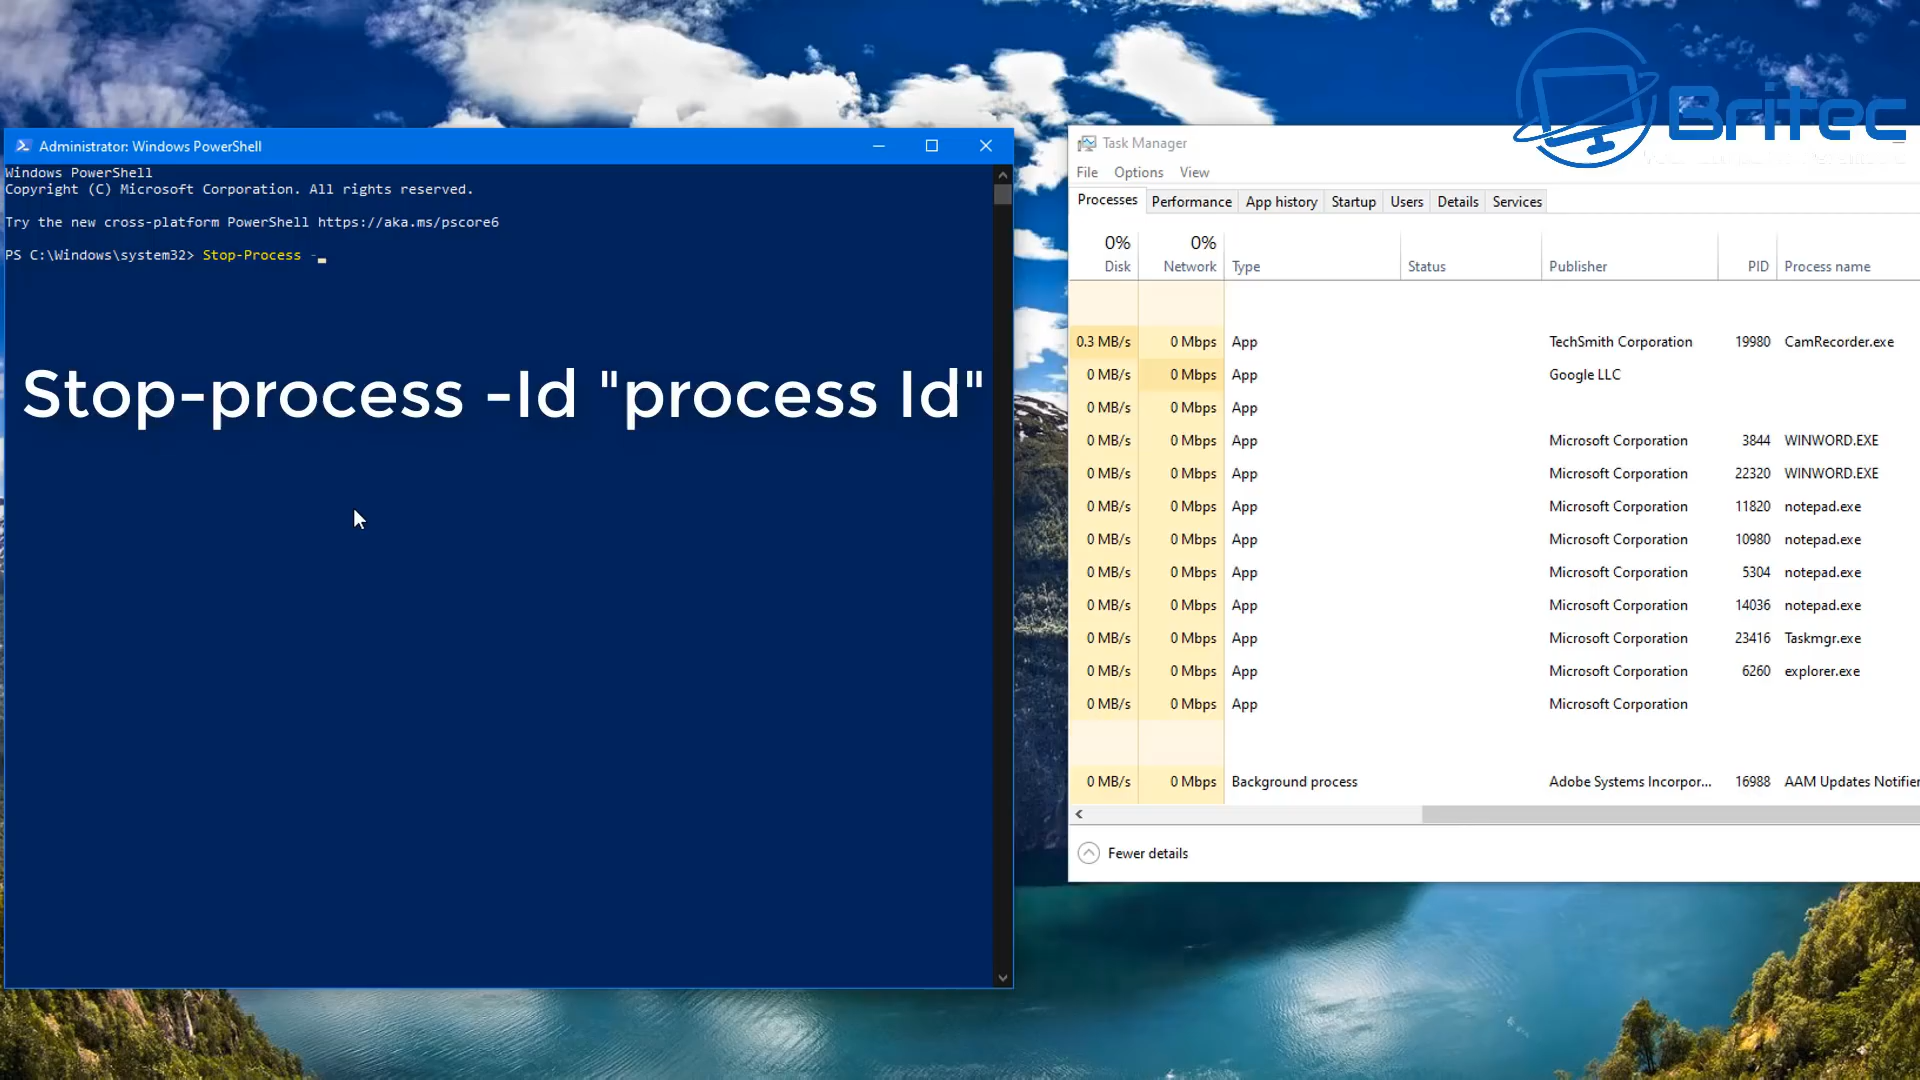 Britec
Administrator: Windows PowerShell
Windows PowerShell
Copyright (C) Microsoft Corporation. All rights reserved.
Try the new cross-platform PowerShell https://aka.ms/pscore6
PS C:\Windows\system32> Stop-Process -
Stop-process -Id "process Id"
Task Manager
File Options View
Processes Performance App history Startup Users Details Services
0% 0%
Disk Network Type Status Publisher PID Process name
0.3 MB/s 0 Mbps App TechSmith Corporation 19980 CamRecorder.exe
0 MB/s 0 Mbps App Google LLC
0 MB/s 0 Mbps App
0 MB/s 0 Mbps App Microsoft Corporation 3844 WINWORD.EXE
0 MB/s 0 Mbps App Microsoft Corporation 22320 WINWORD.EXE
0 MB/s 0 Mbps App Microsoft Corporation 11820 notepad.exe
0 MB/s 0 Mbps App Microsoft Corporation 10980 notepad.exe
0 MB/s 0 Mbps App Microsoft Corporation 5304 notepad.exe
0 MB/s 0 Mbps App Microsoft Corporation 14036 notepad.exe
0 MB/s 0 Mbps App Microsoft Corporation 23416 Taskmgr.exe
0 MB/s 0 Mbps App Microsoft Corporation 6260 explorer.exe
0 MB/s 0 Mbps App Microsoft Corporation
0 MB/s 0 Mbps Background process Adobe Systems Incorpor... 16988 AAM Updates Notifier
Fewer details